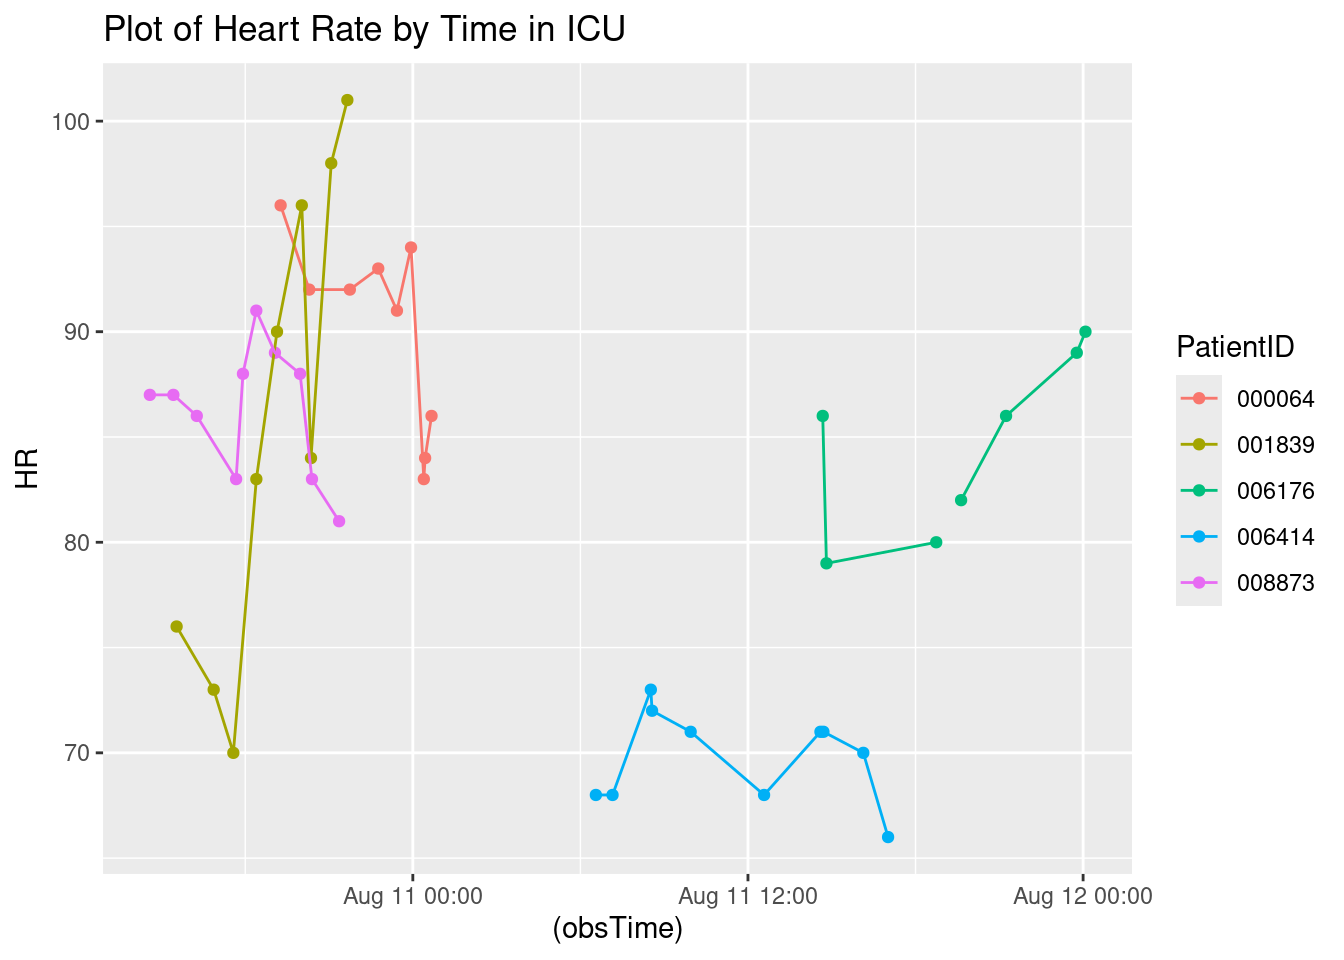 Plot of Heart Rate by Time in ICU
100
90
80
70
HR
Aug 11 00:00
Aug 11 12:00
Aug 12 00:00
(obsTime)
PatientID
000064
001839
006176
006414
008873